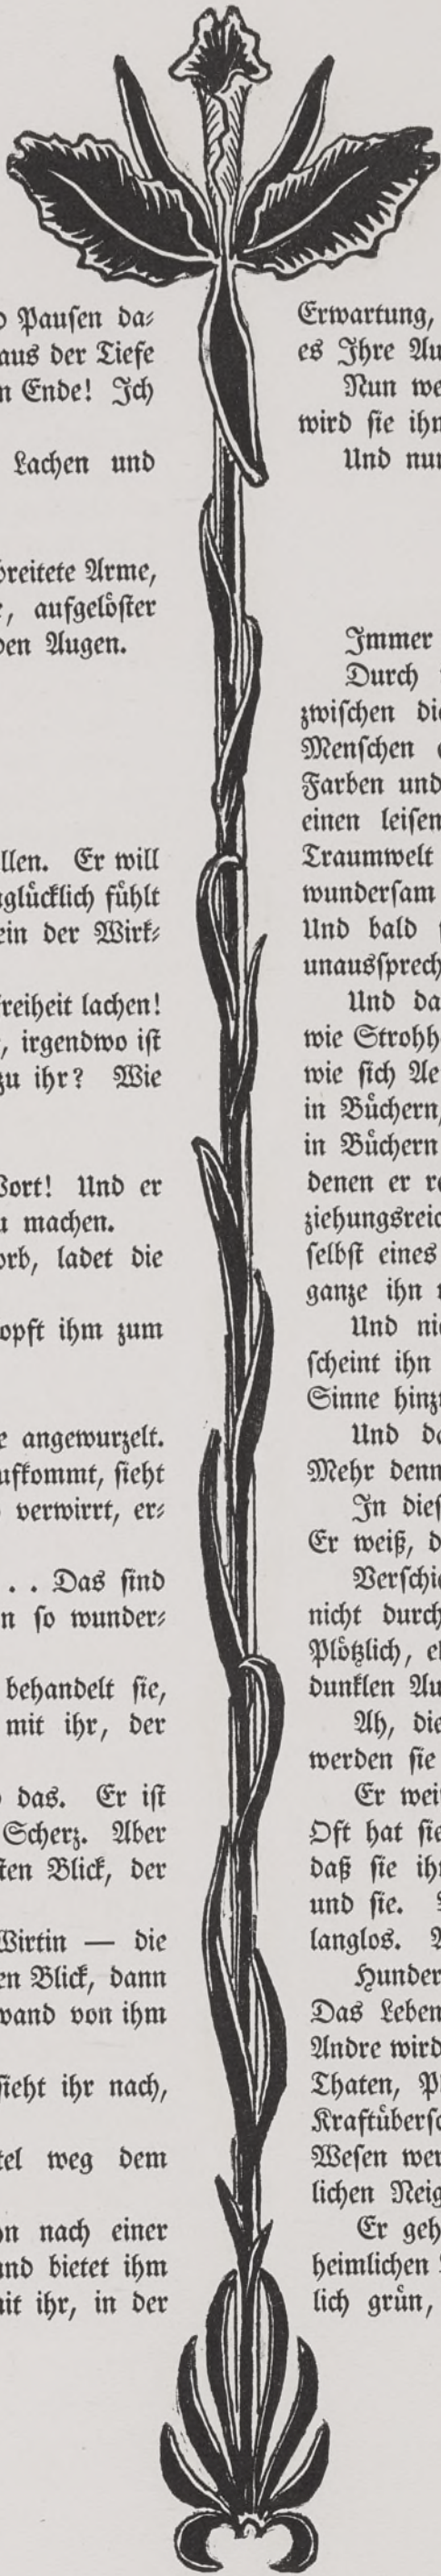 Pausen da⸗
aus der Tiefe
n Ende! Ich
Lachen und
breitete Arme,
, aufgelöster
den Augen.
llen. Er will
glücklich fühlt
ein der Wirk⸗
freiheit lachen!
, irgendwo ist
zu ihr? Wie
Wort! Und er
u machen.
orb, ladet die
opft ihm zum
e angewurzelt.
ufkommt, sieht
verwirrt, er⸗
. . Das sind
n so wunder⸗
behandelt sie,
mit ihr, der
das. Er ist
Scherz. Aber
ten Blick, der
Wirtin — die
en Blick, dann
wand von ihm
sieht ihr nach,
tel weg dem
n nach einer
und bietet ihm
mit ihr, in der
Erwartung,
es Ihre Au
Nun we
wird sie ihn
Und nun
Immer
Durch
zwischen die
Menschen
Farben und
einen leisen
Traumwelt
wundersam
Und bald
unaussprech
Und da
wie Strohh
wie sich Ae
in Büchern,
in Büchern
denen er re
ziehungsreic
selbst eines
ganze ihn
Und nie
scheint ihn
Sinne hinz
Und da
Mehr denn
In dies
Er weiß, d
Verschie
nicht durch
Plötzlich, e
dunklen Au
Ah, die
werden sie
Er wei
Oft hat sie
daß sie ih
und sie.
langlos.
Hunder
Das Leben
Andre wird
Thaten, P
Kraftübersc
Wesen wer
lichen Neig
Er geh
heimlichen
lich grün,